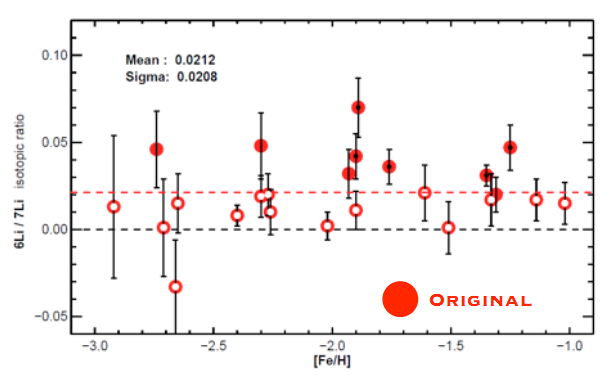 0.10
Mean : 0.0212
Sigma: 0.0208
0.05
6Li / 7Li isotopic ratio
0.00
−0.05
ORIGINAL
−3.0 −2.5 −2.0 −1.5 −1.0
[Fe/H]